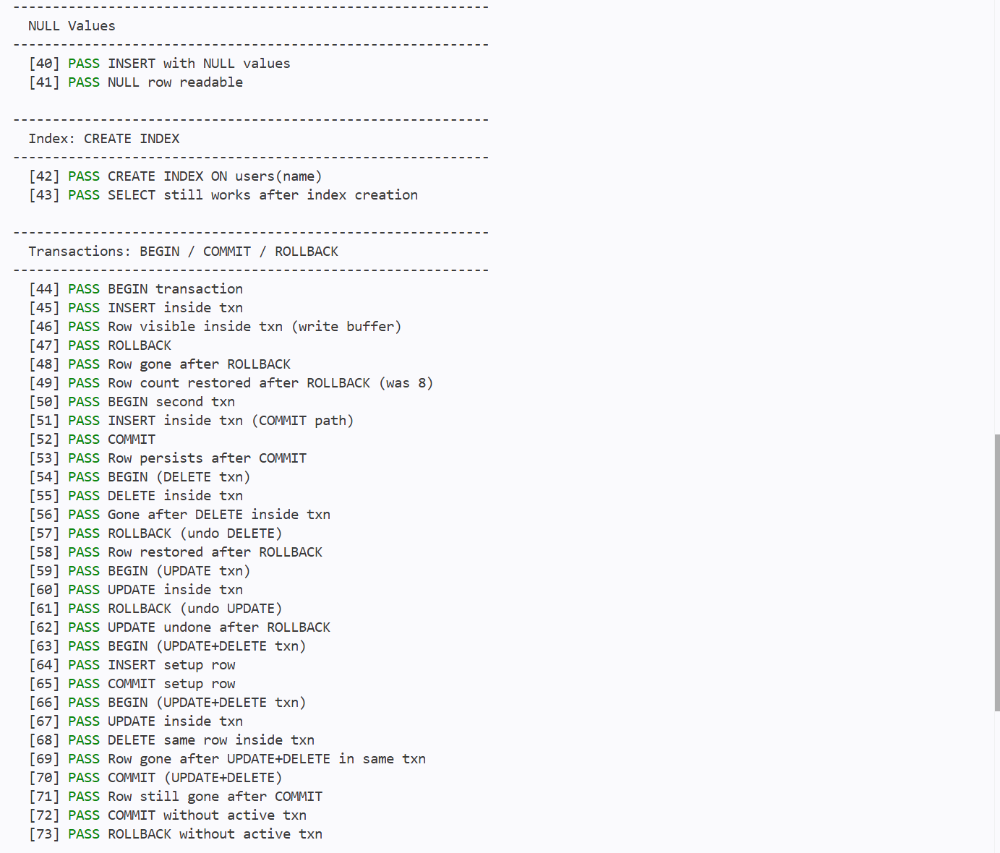 ------------------------------------------------------------
NULL Values
------------------------------------------------------------
[40] PASS INSERT with NULL values
[41] PASS NULL row readable
------------------------------------------------------------
Index: CREATE INDEX
------------------------------------------------------------
[42] PASS CREATE INDEX ON users(name)
[43] PASS SELECT still works after index creation
------------------------------------------------------------
Transactions: BEGIN / COMMIT / ROLLBACK
------------------------------------------------------------
[44] PASS BEGIN transaction
[45] PASS INSERT inside txn
[46] PASS Row visible inside txn (write buffer)
[47] PASS ROLLBACK
[48] PASS Row gone after ROLLBACK
[49] PASS Row count restored after ROLLBACK (was 8)
[50] PASS BEGIN second txn
[51] PASS INSERT inside txn (COMMIT path)
[52] PASS COMMIT
[53] PASS Row persists after COMMIT
[54] PASS BEGIN (DELETE txn)
[55] PASS DELETE inside txn
[56] PASS Gone after DELETE inside txn
[57] PASS ROLLBACK (undo DELETE)
[58] PASS Row restored after ROLLBACK
[59] PASS BEGIN (UPDATE txn)
[60] PASS UPDATE inside txn
[61] PASS ROLLBACK (undo UPDATE)
[62] PASS UPDATE undone after ROLLBACK
[63] PASS BEGIN (UPDATE+DELETE txn)
[64] PASS INSERT setup row
[65] PASS COMMIT setup row
[66] PASS BEGIN (UPDATE+DELETE txn)
[67] PASS UPDATE inside txn
[68] PASS DELETE same row inside txn
[69] PASS Row gone after UPDATE+DELETE in same txn
[70] PASS COMMIT (UPDATE+DELETE)
[71] PASS Row still gone after COMMIT
[72] PASS COMMIT without active txn
[73] PASS ROLLBACK without active txn